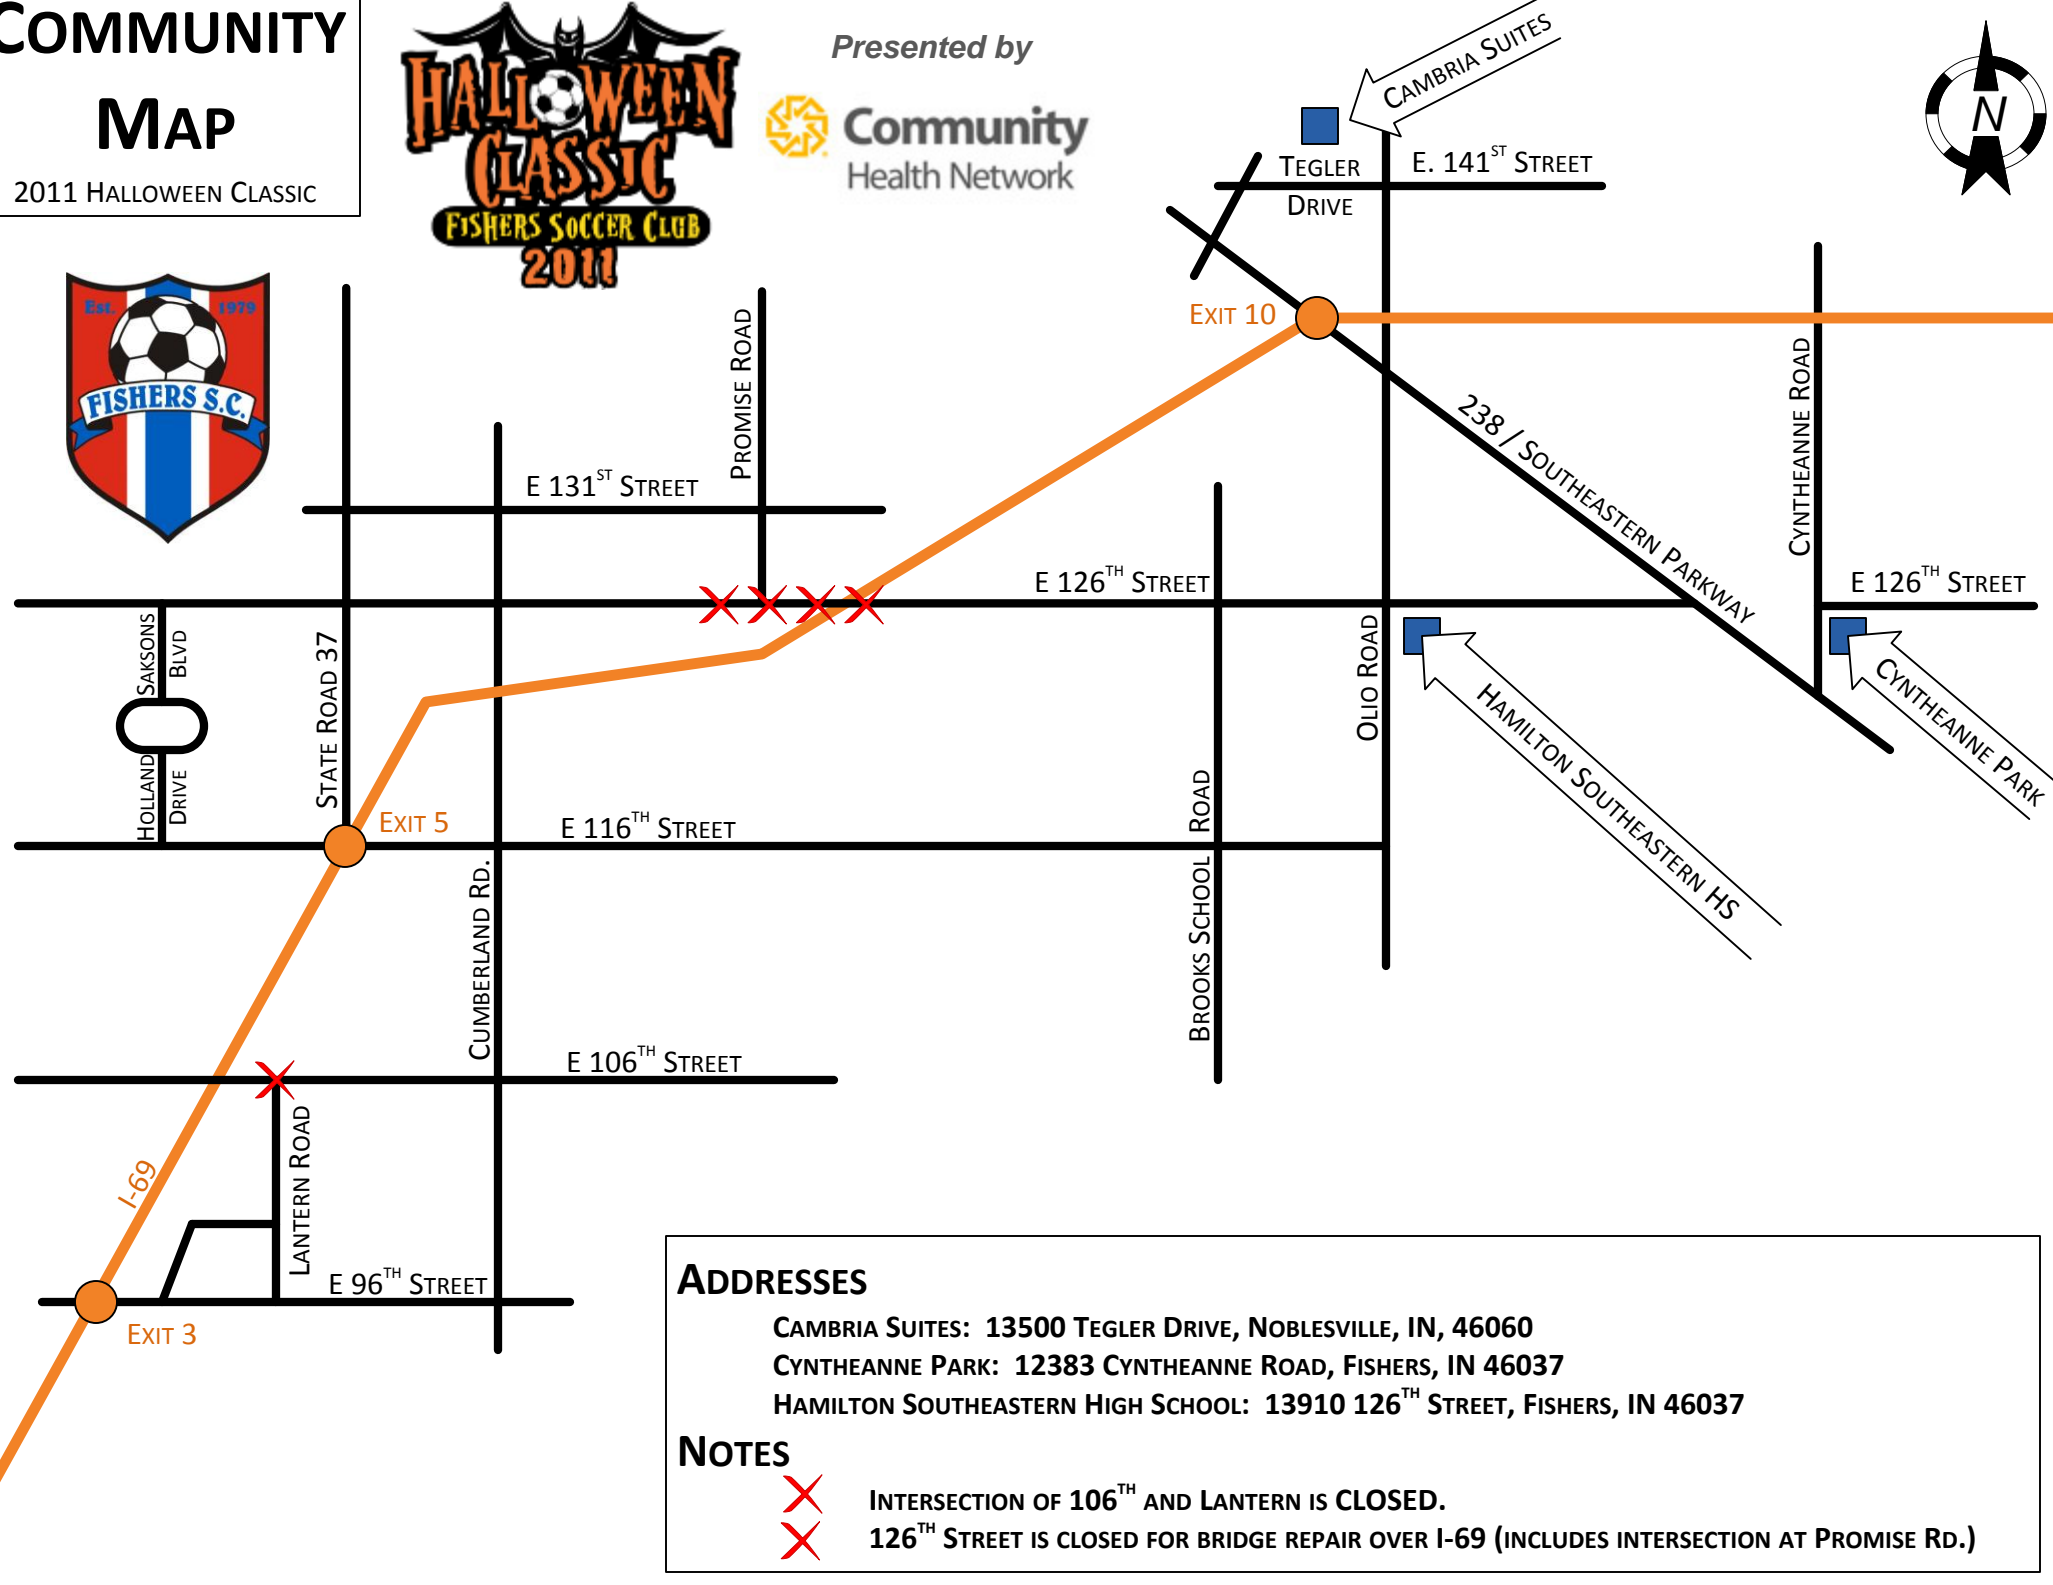 COMMUNITY
MAP
2011 HALLOWEEN CLASSIC
HALLOWEEN
CLASSIC
FISHERS SOCCER CLUB
2011
Presented by
Community
Health Network
CAMBRIA SUITES
N
TEGLER
DRIVE
E. 141ST STREET
Est. 1979
FISHERS S.C.
EXIT 10
PROMISE ROAD
238 / SOUTHEASTERN PARKWAY
CYNTHEANNE ROAD
E 131ST STREET
E 126TH STREET
E 126TH STREET
SAKSONS
BLVD
STATE ROAD 37
OLIO ROAD
HAMILTON SOUTHEASTERN HS
CYNTHEANNE PARK
HOLLAND
DRIVE
EXIT 5
E 116TH STREET
BROOKS SCHOOL ROAD
CUMBERLAND RD.
E 106TH STREET
I-69
LANTERN ROAD
E 96TH STREET
EXIT 3
ADDRESSES
CAMBRIA SUITES: 13500 TEGLER DRIVE, NOBLESVILLE, IN, 46060
CYNTHEANNE PARK: 12383 CYNTHEANNE ROAD, FISHERS, IN 46037
HAMILTON SOUTHEASTERN HIGH SCHOOL: 13910 126TH STREET, FISHERS, IN 46037
NOTES
INTERSECTION OF 106TH AND LANTERN IS CLOSED.
126TH STREET IS CLOSED FOR BRIDGE REPAIR OVER I-69 (INCLUDES INTERSECTION AT PROMISE RD.)